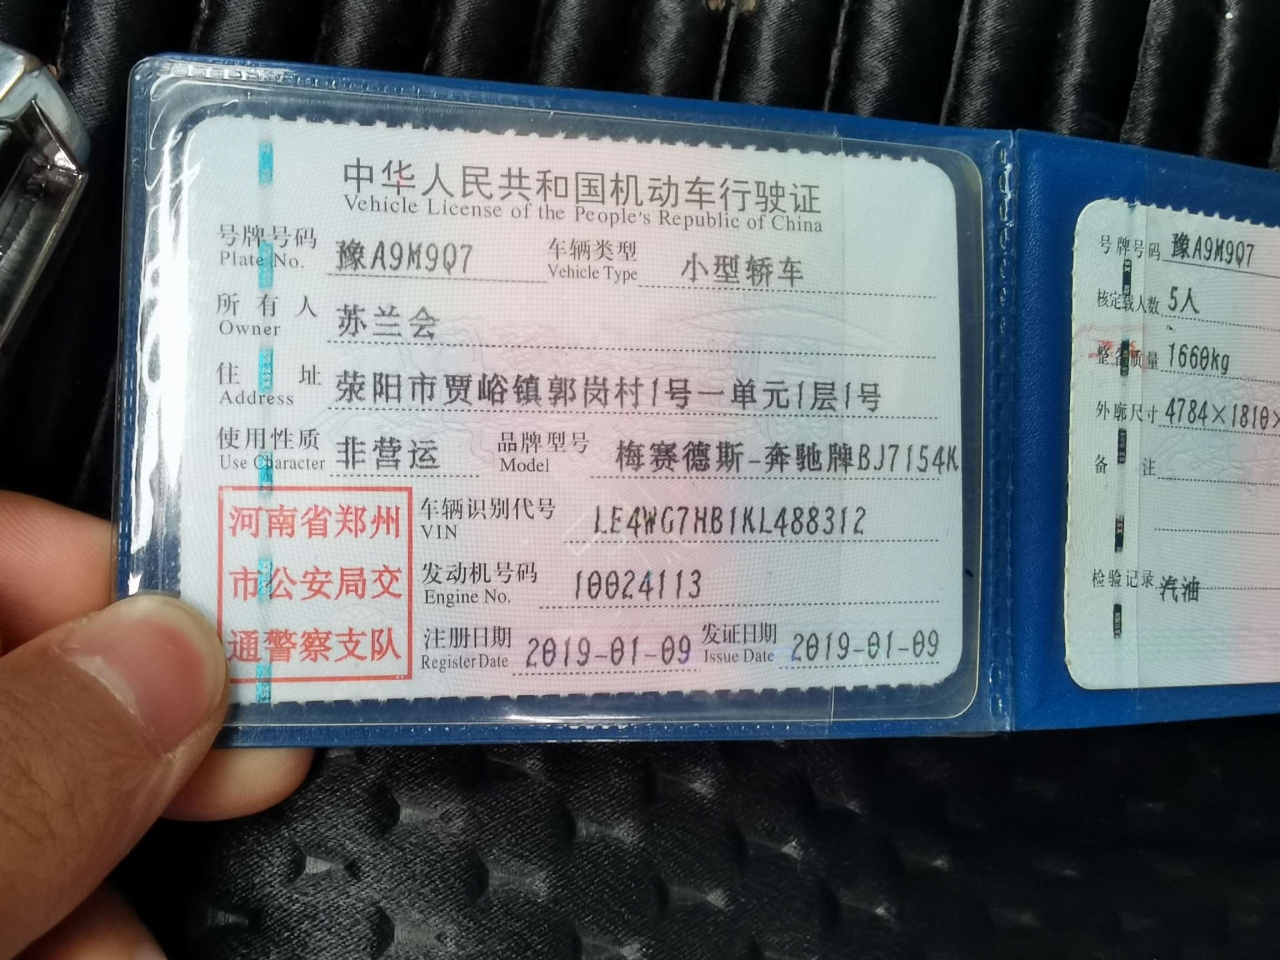 中华人民共和国机动车行驶证
Vehicle License of the People's Republic of China
号牌号码 豫A9M9Q7 车辆类型 小型轿车
Plate No. Vehicle Type
所有人 苏兰会
Owner
住址 荥阳市贾峪镇郭岗村1号一单元1层1号
Address
使用性质 非营运 品牌型号 梅赛德斯-奔驰牌BJ7154K
Use Character Model
河南省郑州
市公安局交
通警察支队
车辆识别代号 LE4WG7HB1KL488312
VIN
发动机号码 10024113
Engine No.
注册日期 2019-01-09 发证日期 2019-01-09
Register Date Issue Date
号牌号码 豫A9M9Q7
核定载人数 5人
整备质量 1660kg
外廓尺寸 4784×1810×
备注
检验记录 汽油